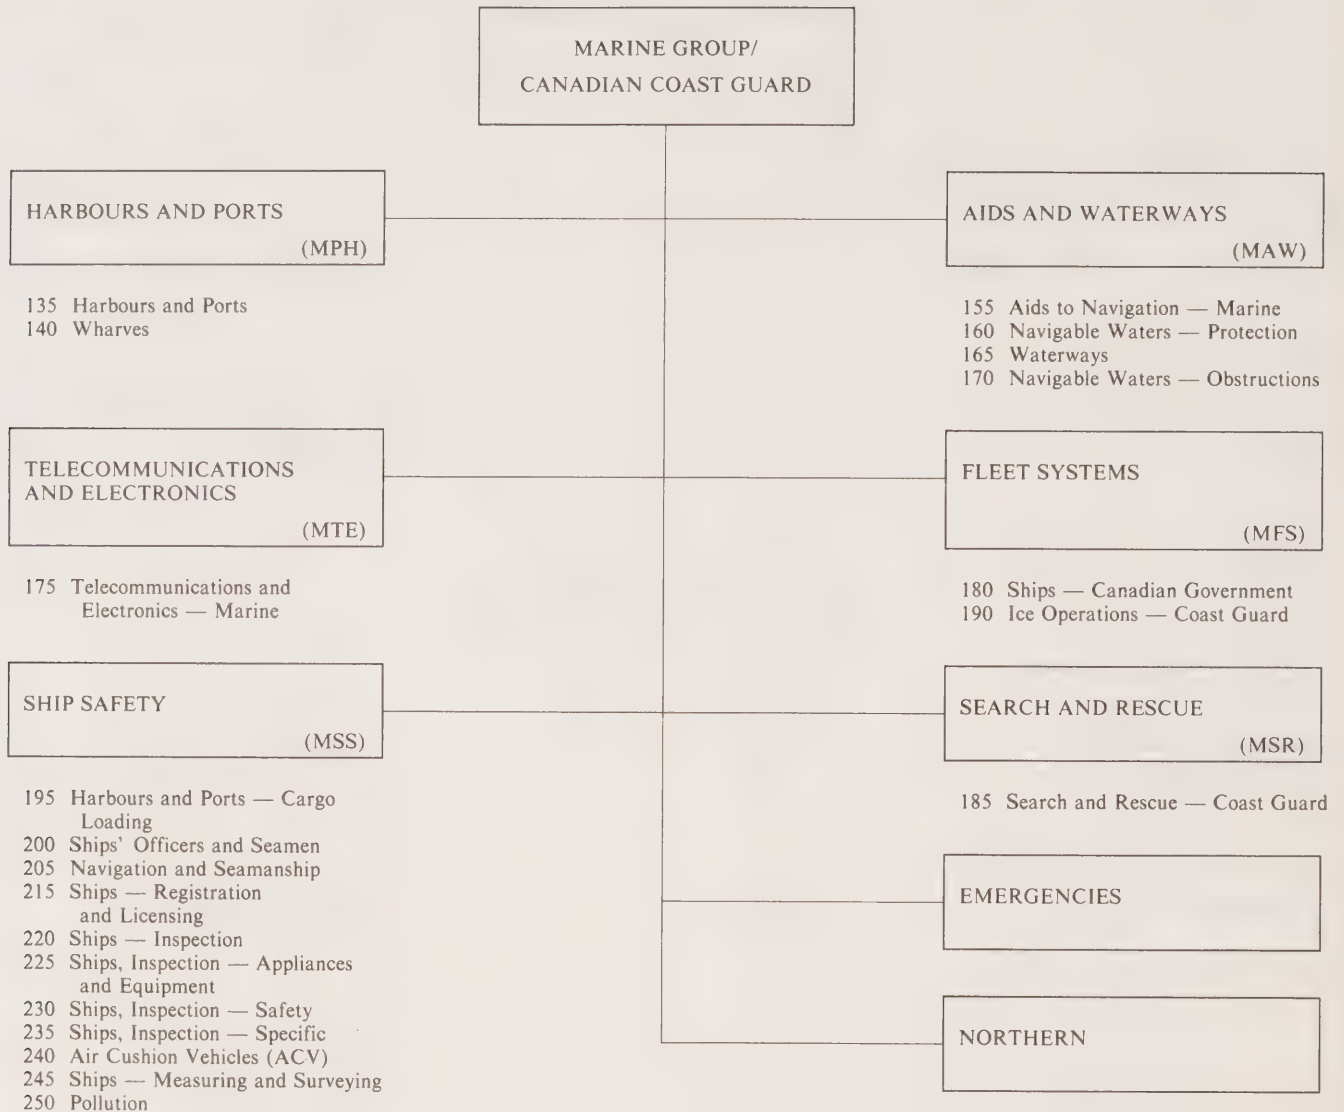 MARINE GROUP/
CANADIAN COAST GUARD
HARBOURS AND PORTS
(MPH)
135 Harbours and Ports
140 Wharves
AIDS AND WATERWAYS
(MAW)
155 Aids to Navigation — Marine
160 Navigable Waters — Protection
165 Waterways
170 Navigable Waters — Obstructions
TELECOMMUNICATIONS
AND ELECTRONICS
(MTE)
175 Telecommunications and
Electronics — Marine
FLEET SYSTEMS
(MFS)
180 Ships — Canadian Government
190 Ice Operations — Coast Guard
SHIP SAFETY
(MSS)
195 Harbours and Ports — Cargo
Loading
200 Ships' Officers and Seamen
205 Navigation and Seamanship
215 Ships — Registration
and Licensing
220 Ships — Inspection
225 Ships, Inspection — Appliances
and Equipment
230 Ships, Inspection — Safety
235 Ships, Inspection — Specific
240 Air Cushion Vehicles (ACV)
245 Ships — Measuring and Surveying
250 Pollution
SEARCH AND RESCUE
(MSR)
185 Search and Rescue — Coast Guard
EMERGENCIES
NORTHERN